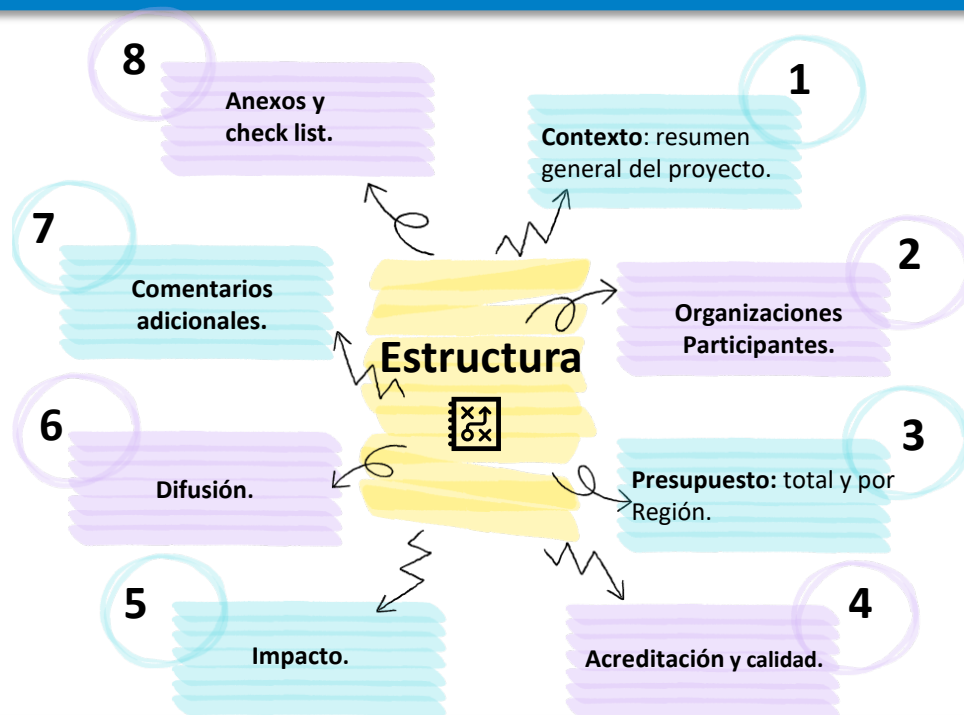 1
Contexto: resumen
general del proyecto.
2
Organizaciones
Participantes.
3
Presupuesto: total y por
Región.
4
Acreditación y calidad.
5
Impacto.
6
Difusión.
7
Comentarios
adicionales.
8
Anexos y
check list.
Estructura